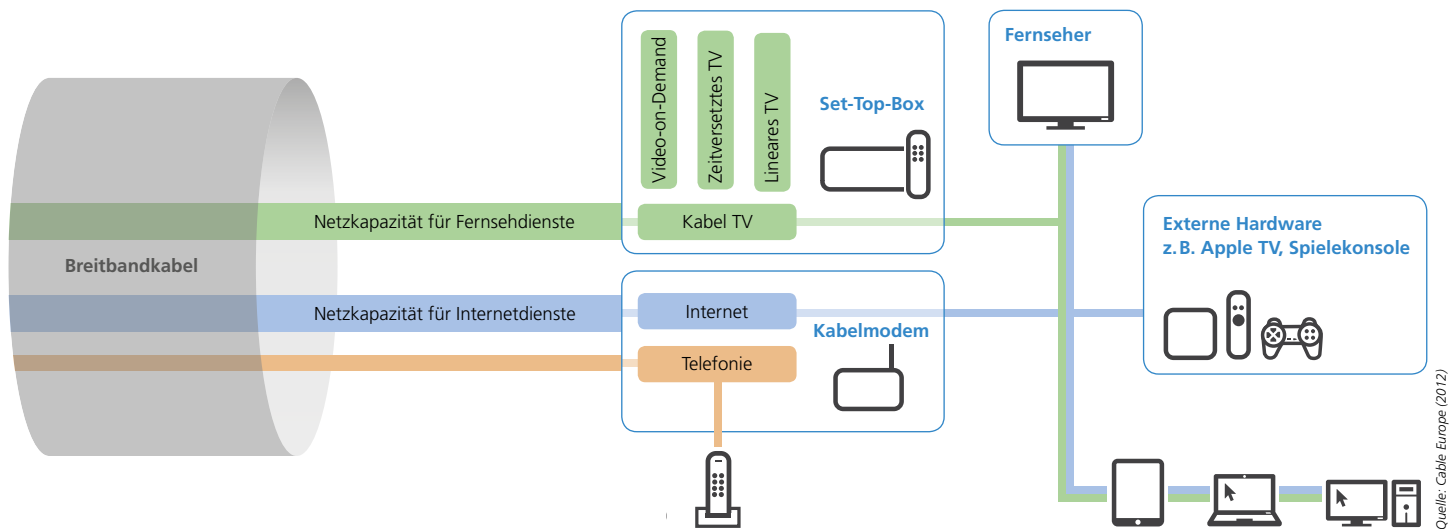 Breitbandkabel
Netzkapazität für Fernsehdienste
Netzkapazität für Internetdienste
Video-on-Demand
Zeitversetztes TV
Lineares TV
Set-Top-Box
Kabel TV
Internet
Kabelmodem
Telefonie
Fernseher
Externe Hardware
z. B. Apple TV, Spielekonsole
Quelle: Cable Europe (2012)